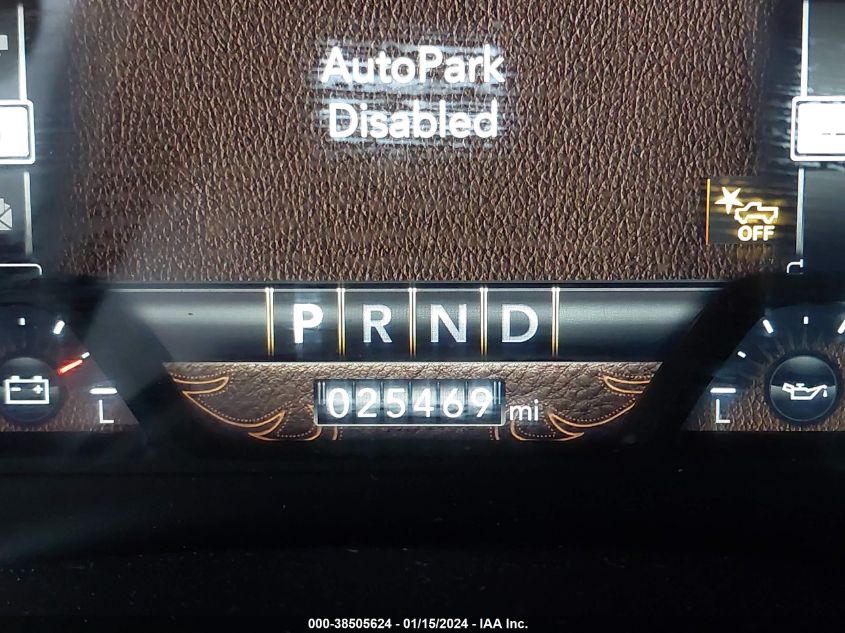 AutoPark
Disabled
OFF
P R N D
025469 mi
L
L
000-38505624 - 01/15/2024 - IAA Inc.